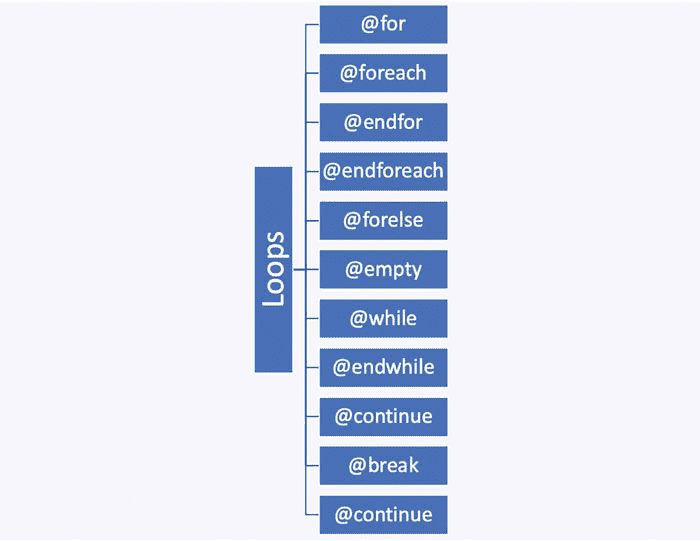 @for
@foreach
@endfor
@endforeach
@forelse
Loops
@empty
@while
@endwhile
@continue
@break
@continue